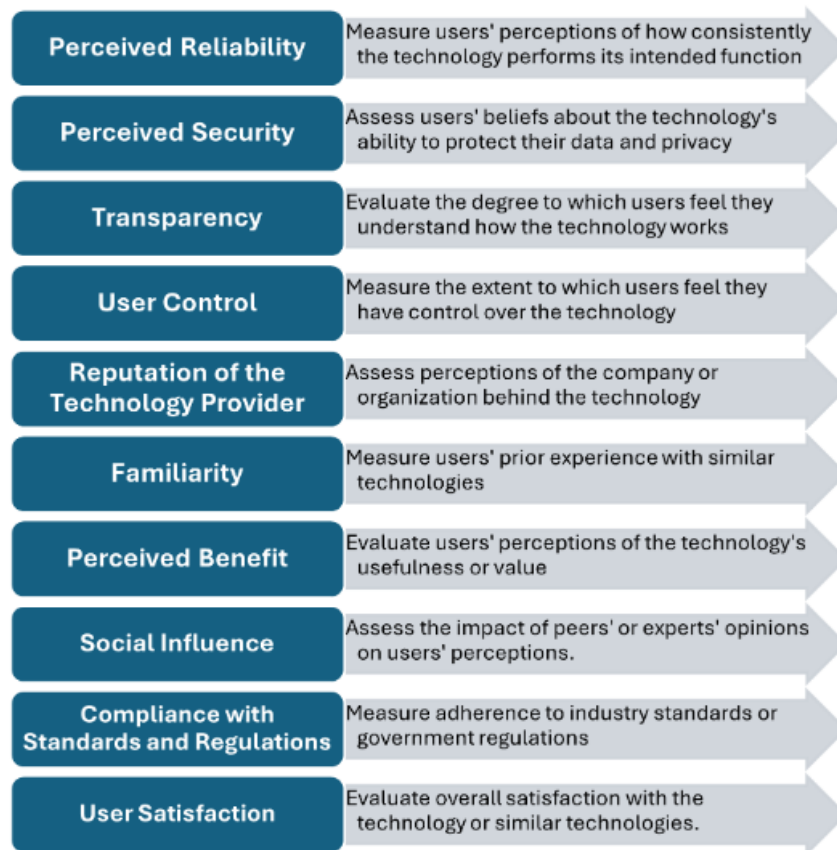 Perceived Reliability
Measure users' perceptions of how consistently
the technology performs its intended function
Perceived Security
Assess users' beliefs about the technology's
ability to protect their data and privacy
Transparency
Evaluate the degree to which users feel they
understand how the technology works
User Control
Measure the extent to which users feel they
have control over the technology
Reputation of the
Technology Provider
Assess perceptions of the company or
organization behind the technology
Familiarity
Measure users' prior experience with similar
technologies
Perceived Benefit
Evaluate users' perceptions of the technology's
usefulness or value
Social Influence
Assess the impact of peers' or experts' opinions
on users' perceptions.
Compliance with
Standards and Regulations
Measure adherence to industry standards or
government regulations
User Satisfaction
Evaluate overall satisfaction with the
technology or similar technologies.